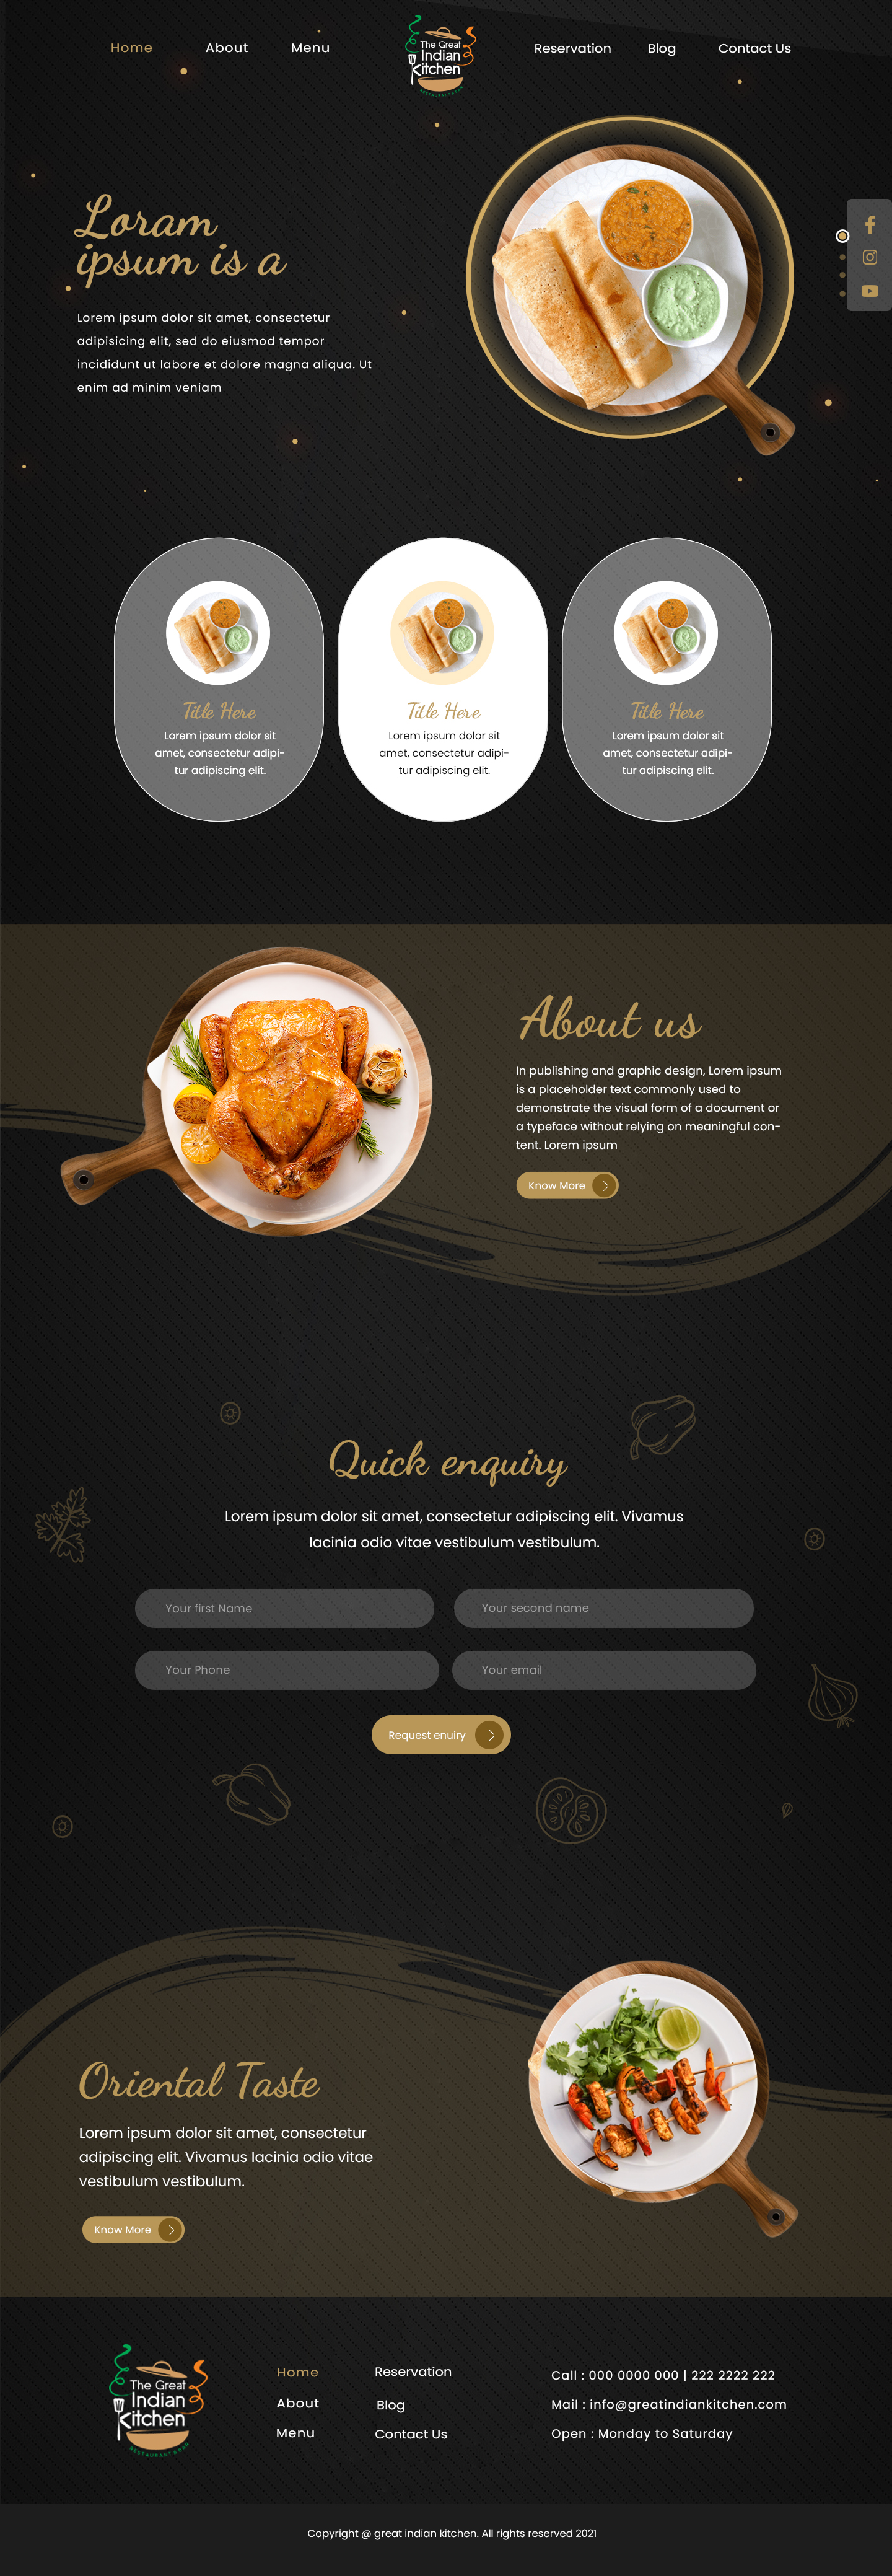 Home
About
Menu
The Great
Indian
Kitchen
Reservation
Blog
Contact Us
Loram
ipsum is a
Lorem ipsum dolor sit amet, consectetur
adipisicing elit, sed do eiusmod tempor
incididunt ut labore et dolore magna aliqua. Ut
enim ad minim veniam
Title Here
Lorem ipsum dolor sit
amet, consectetur adipi-
tur adipiscing elit.
Title Here
Lorem ipsum dolor sit
amet, consectetur adipi-
tur adipiscing elit.
Title Here
Lorem ipsum dolor sit
amet, consectetur adipi-
tur adipiscing elit.
About us
In publishing and graphic design, Lorem ipsum
is a placeholder text commonly used to
demonstrate the visual form of a document or
a typeface without relying on meaningful con-
tent. Lorem ipsum
Know More
Quick enquiry
Lorem ipsum dolor sit amet, consectetur adipiscing elit. Vivamus
lacinia odio vitae vestibulum vestibulum.
Your first Name
Your second name
Your Phone
Your email
Request enuiry
Oriental Taste
Lorem ipsum dolor sit amet, consectetur
adipiscing elit. Vivamus lacinia odio vitae
vestibulum vestibulum.
Know More
The Great
Indian
Kitchen
Home
About
Menu
Reservation
Blog
Contact Us
Call : 000 0000 000 | 222 2222 222
Mail : info@greatindiankitchen.com
Open : Monday to Saturday
Copyright @ great indian kitchen. All rights reserved 2021